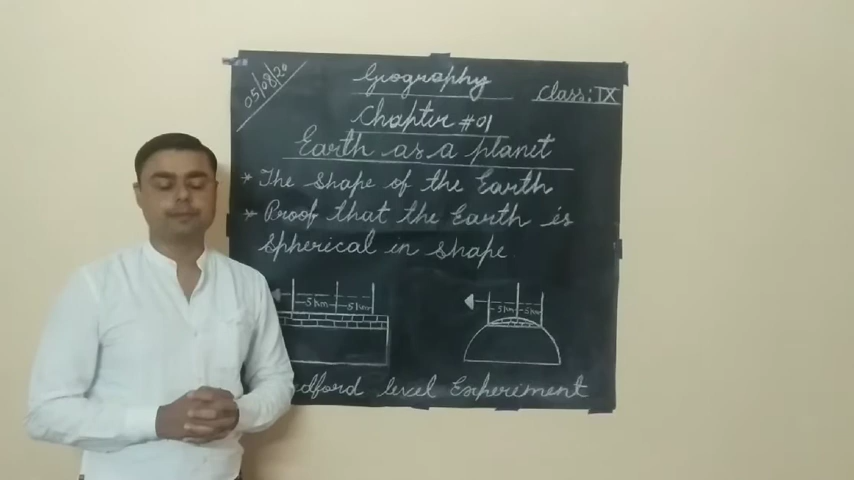 05/08/20
Geography
Class: IX
Chapter #01
Earth as a planet
* The shape of the Earth
* Proof that the Earth is
spherical in shape
5 km 5 km
5 km 5 km
level Experiment